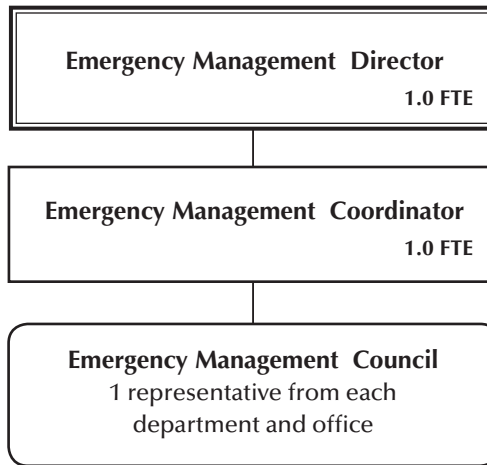 Emergency Management Director
1.0 FTE
Emergency Management Coordinator
1.0 FTE
Emergency Management Council
1 representative from each
department and office